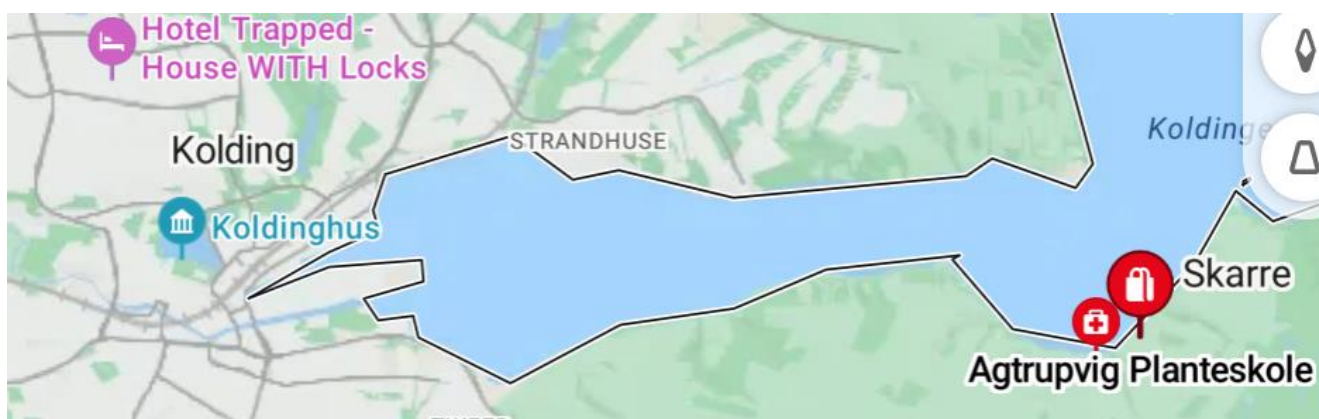 Hotel Trapped -
House WITH Locks
Kolding
STRANDHUSE
Koldinghus
Skarre
Agtrupvig Planteskole